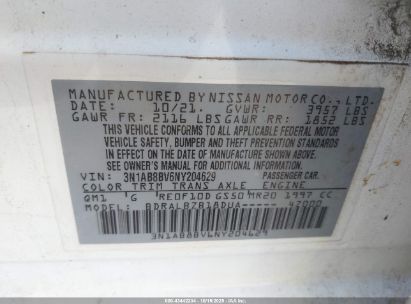 MANUFACTURED BY NISSAN MOTOR CO., LTD.
DATE: 10/21. GVWR: 3957 LBS
GAWR FR: 2116 LBS GAWR RR: 1852 LBS
THIS VEHICLE CONFORMS TO ALL APPLICABLE FEDERAL MOTOR
VEHICLE SAFETY, BUMPER, AND THEFT PREVENTION STANDARDS
IN EFFECT ON THE DATE OF MANUFACTURE SHOWN ABOVE.
SEE OWNER'S MANUAL FOR ADDITIONAL INFORMATION
VIN: 3N1AB8BV6NY204629 PASSENGER CAR.
COLOR TRIM TRANS AXLE ENGINE
QM1 G RE0F10D GS50 MR20 1997 CC
MODEL: BDRALBZB18DUA----- 42000
3N1AB8BV6NY204629